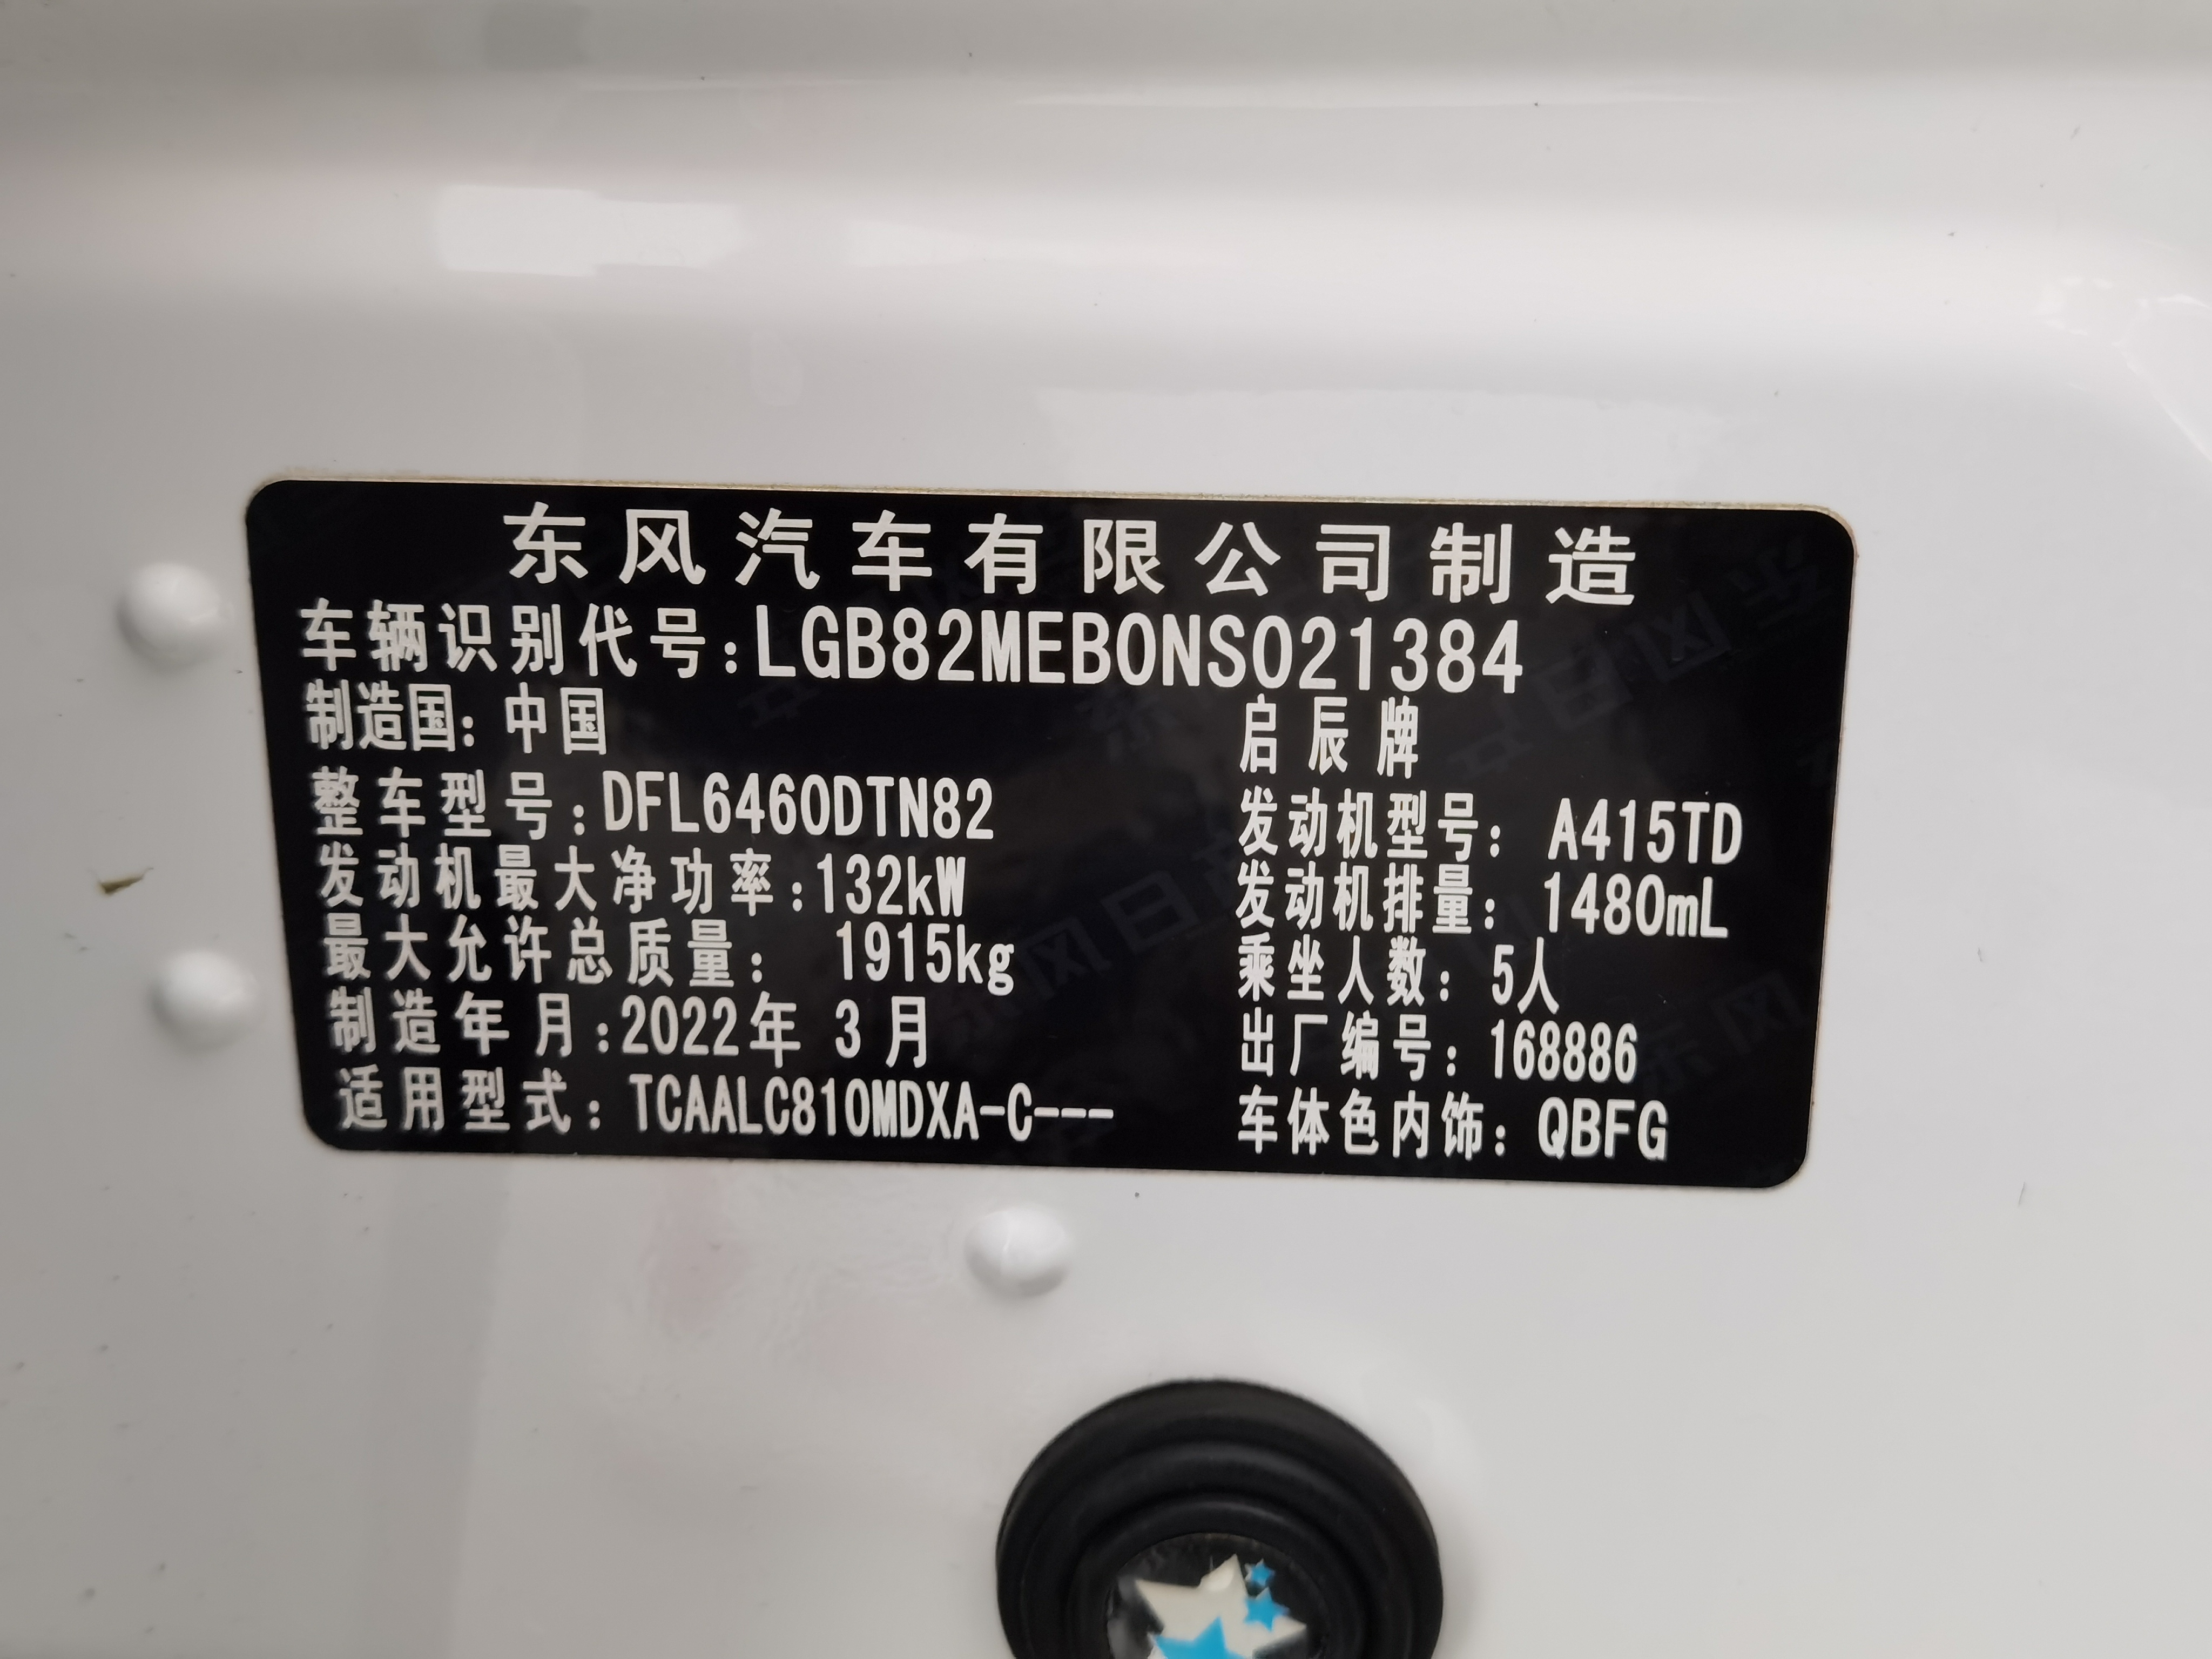 东风汽车有限公司制造
车辆识别代号:LGB82MEB0NS021384
制造国: 中国 启辰牌
整车型号:DFL6460DTN82 发动机型号: A415TD
发动机最大净功率:132kW 发动机排量: 1480mL
最大允许总质量: 1915kg 乘坐人数: 5人
制造年月:2022年 3 月 出厂编号: 168886
适用型式: TCAALC810MDXA-C--- 车体色内饰: QBFG